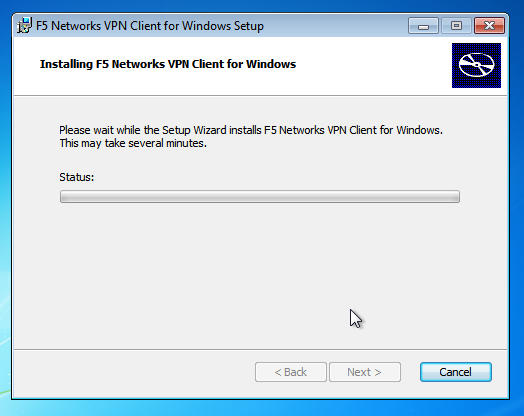 F5 Networks VPN Client for Windows Setup
Installing F5 Networks VPN Client for Windows
Please wait while the Setup Wizard installs F5 Networks VPN Client for Windows.
This may take several minutes.
Status:
< Back
Next >
Cancel